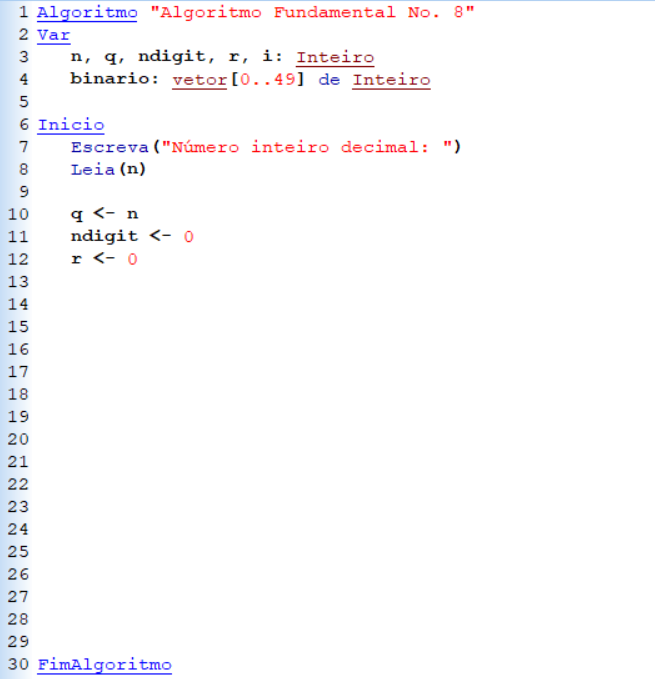 1 Algoritmo "Algoritmo Fundamental No. 8"
2 Var
3 n, q, ndigit, r, i: Inteiro
4 binario: vetor[0..49] de Inteiro
5
6 Inicio
7 Escreva("Número inteiro decimal: ")
8 Leia(n)
9
10 q <- n
11 ndigit <- 0
12 r <- 0
13
14
15
16
17
18
19
20
21
22
23
24
25
26
27
28
29
30 FimAlgoritmo